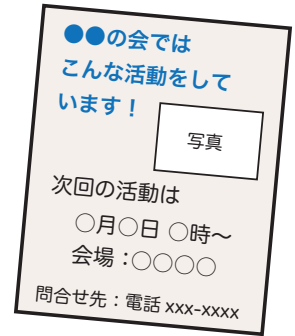 ●●の会では
こんな活動をして
います！
写真
次回の活動は
○月○日 ○時～
会場：○○○○
問合せ先：電話 xxx-xxxx